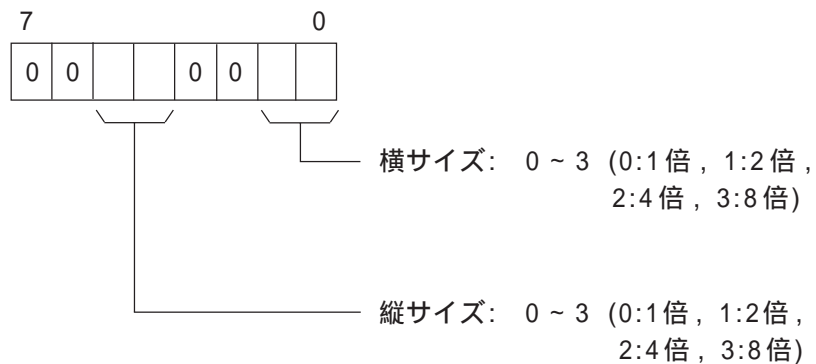 7 0
0 0 0 0
横サイズ: 0 ~ 3 (0:1倍 , 1:2倍 ,
2:4倍 , 3:8倍)
縦サイズ: 0 ~ 3 (0:1倍 , 1:2倍 ,
2:4倍 , 3:8倍)